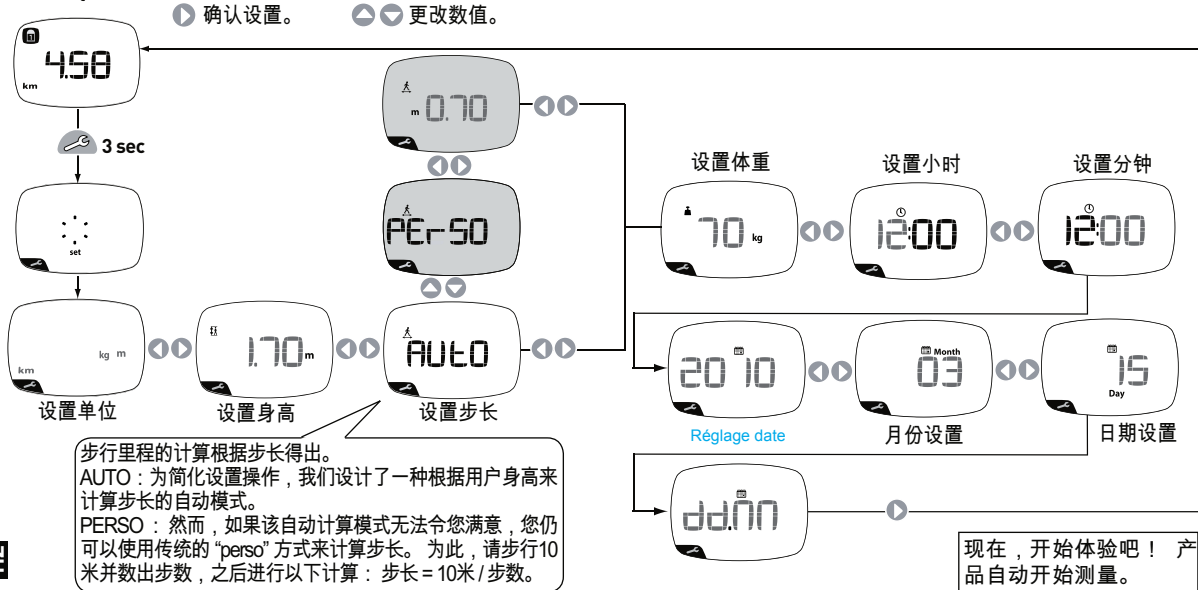 确认设置。 更改数值。
1
4.58
km
3 sec
set
km kg m
设置单位
1.70 m
设置身高
m 0.70
PErSO
AUtO
设置步长
步行里程的计算根据步长得出。
AUTO：为简化设置操作，我们设计了一种根据用户身高来
计算步长的自动模式。
PERSO ： 然而，如果该自动计算模式无法令您满意，您仍
可以使用传统的 “perso” 方式来计算步长。 为此，请步行10
米并数出步数，之后进行以下计算： 步长 = 10米 / 步数。
设置体重
70 kg
设置小时
12:00
设置分钟
12:00
2010
Réglage date
Month
03
月份设置
15
Day
日期设置
现在，开始体验吧！ 产
品自动开始测量。